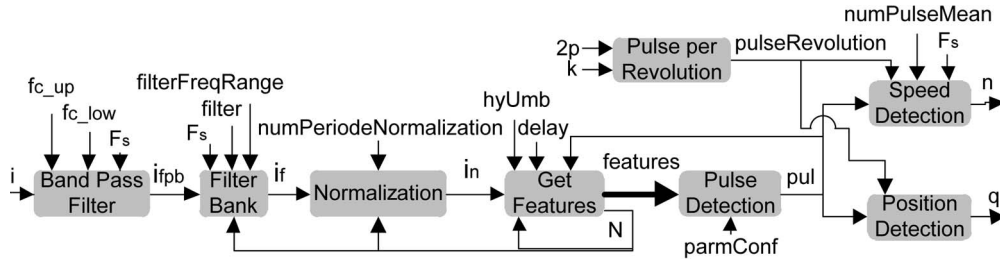 numPulseMean
2p
k
Pulse per
Revolution
pulseRevolution
Fs
fc_up
filterFreqRange
hyUmb
Speed
Detection
n
fc_low
filter
delay
Fs
Fs
numPeriodeNormalization
i
Band Pass
Filter
ifpb
Filter
Bank
if
Normalization
in
Get
Features
features
Pulse
Detection
pul
Position
Detection
q
N
parmConf